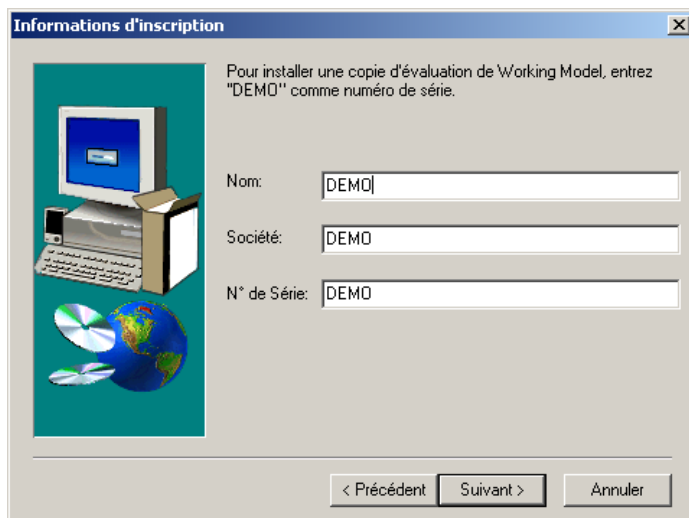 Informations d'inscription
Pour installer une copie d'évaluation de Working Model, entrez
"DEMO" comme numéro de série.
Nom: DEMO
Société: DEMO
N° de Série: DEMO
< Précédent Suivant > Annuler